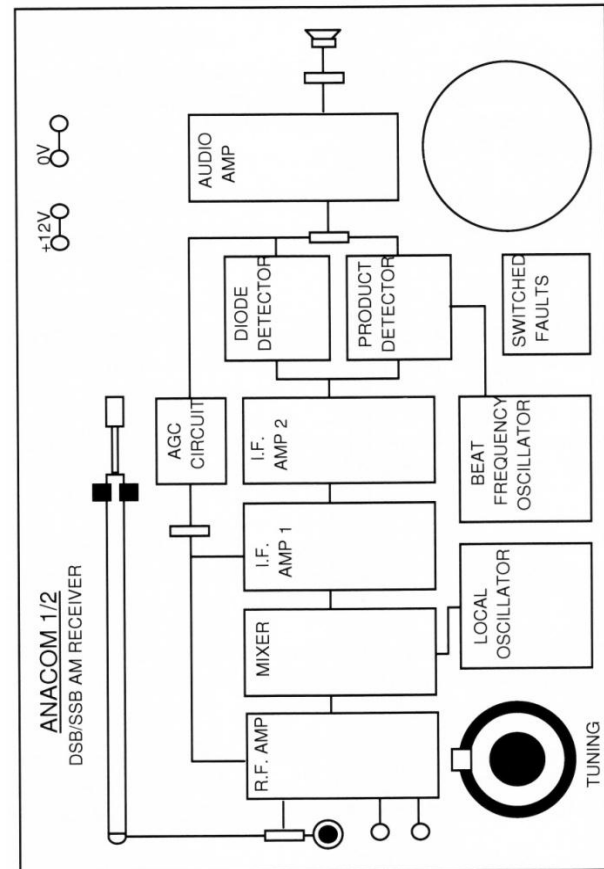 ANACOM 1/2
DSB/SSB AM RECEIVER
+12V
0V
AGC
CIRCUIT
R.F. AMP
MIXER
I.F.
AMP 1
I.F.
AMP 2
DIODE
DETECTOR
PRODUCT
DETECTOR
AUDIO
AMP
TUNING
LOCAL
OSCILLATOR
BEAT
FREQUENCY
OSCILLATOR
SWITCHED
FAULTS